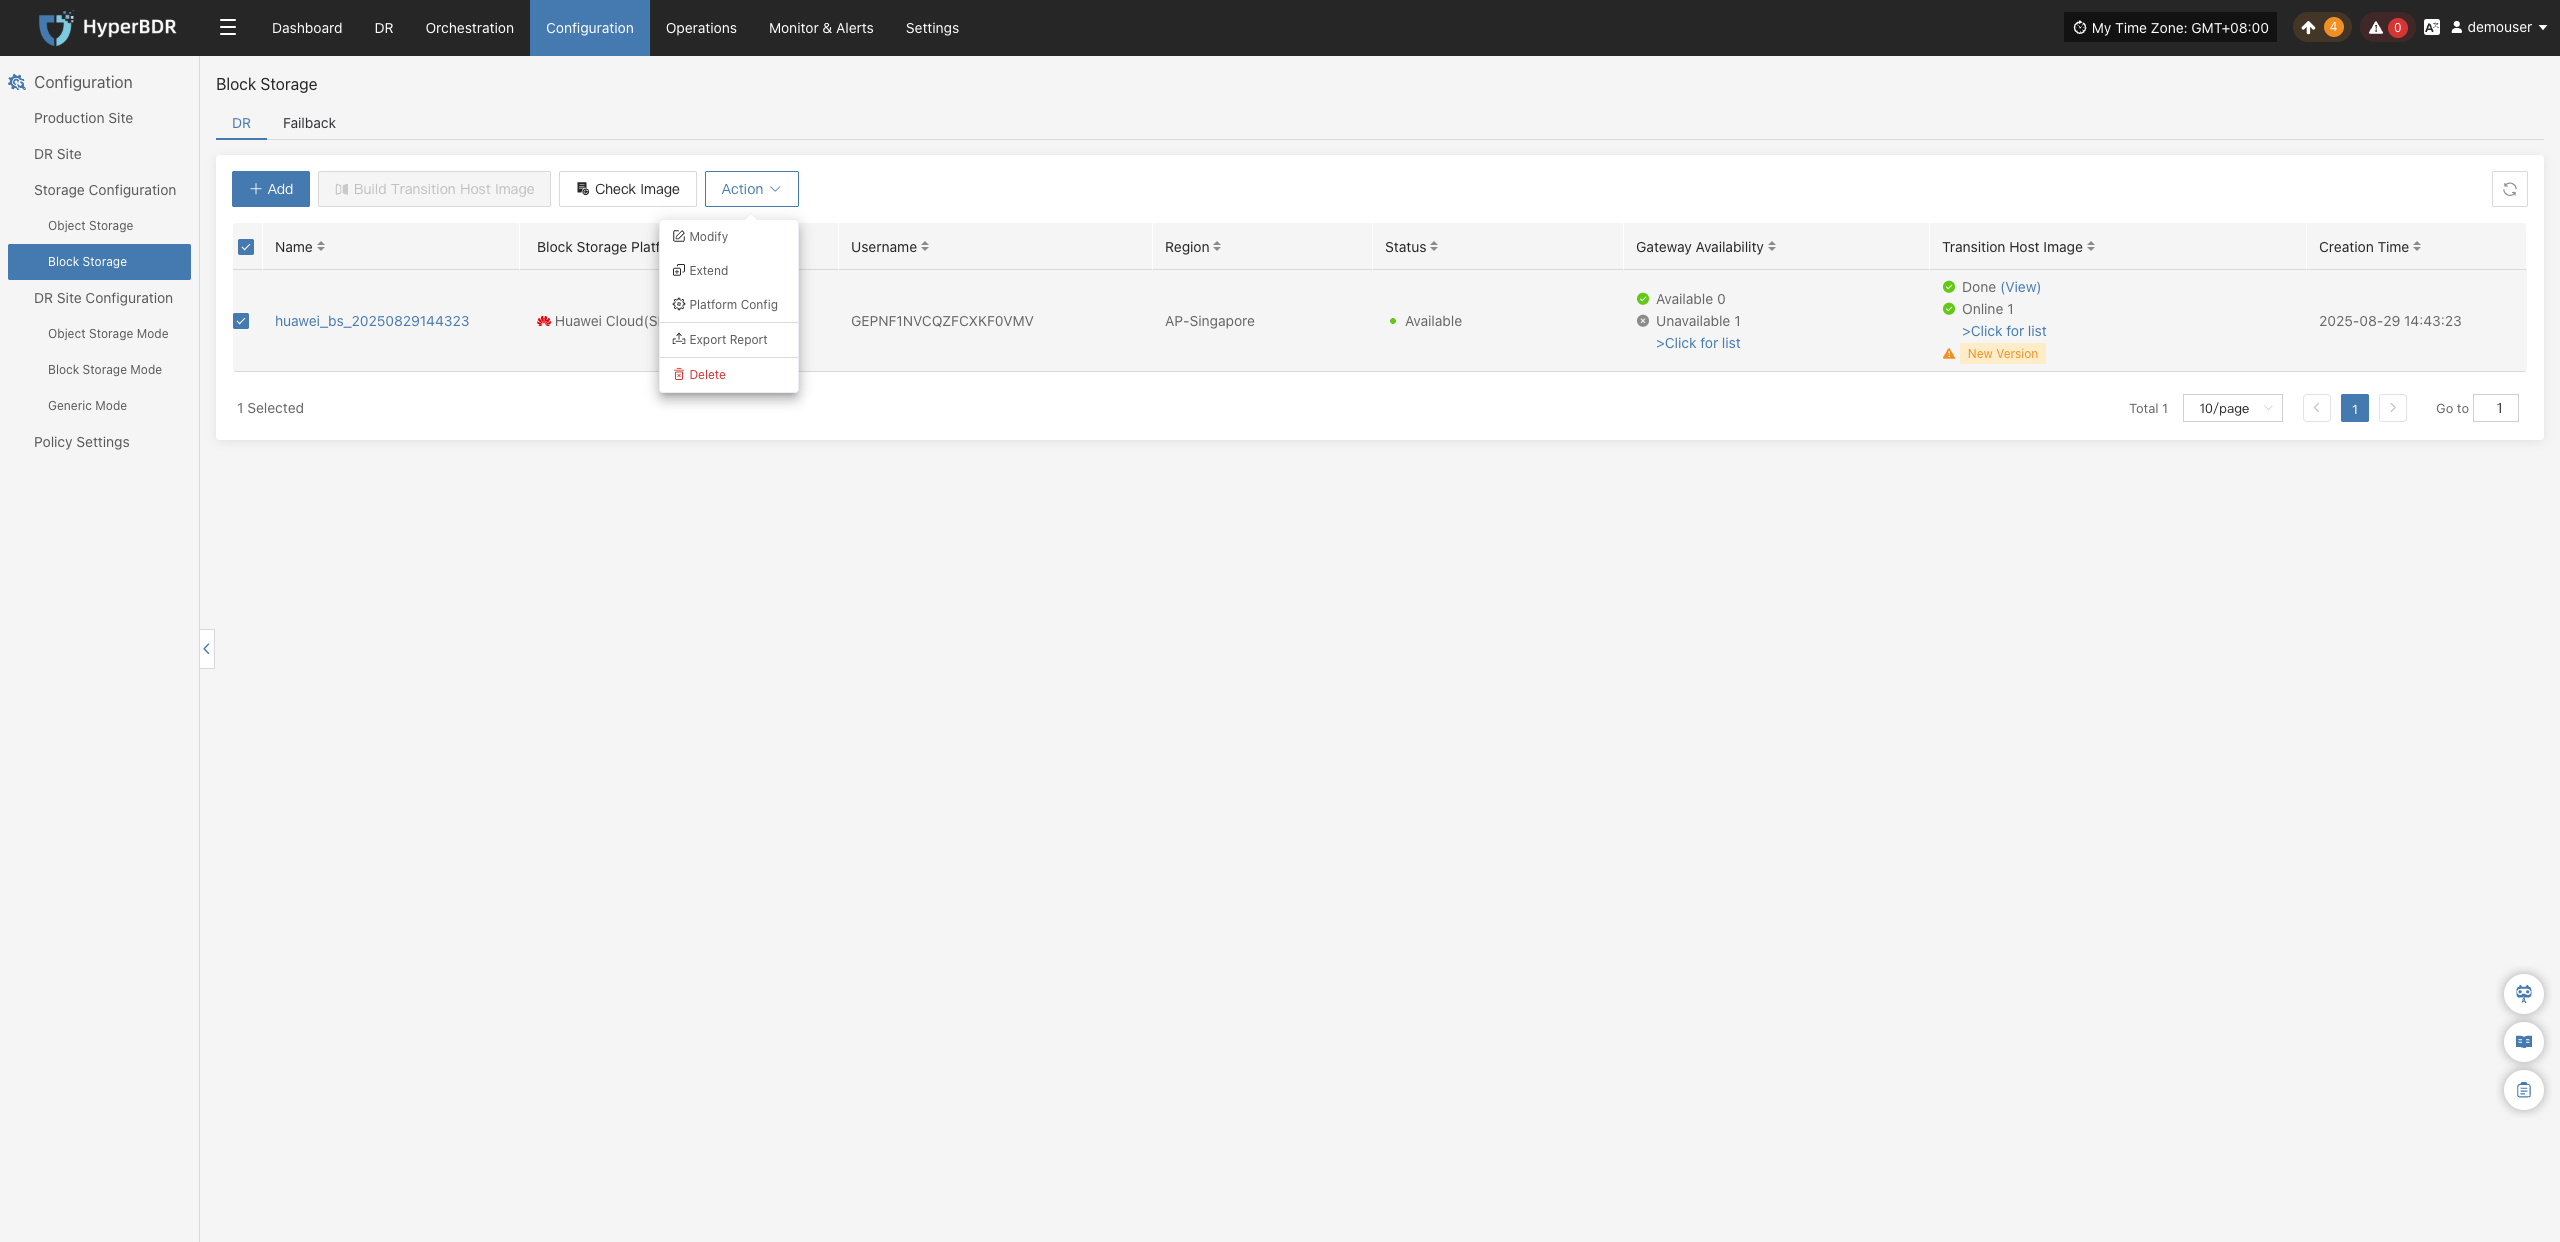 HyperBDR
Dashboard
DR
Orchestration
Configuration
Operations
Monitor & Alerts
Settings
My Time Zone: GMT+08:00
4
0
demouser
Configuration
Production Site
DR Site
Storage Configuration
Object Storage
Block Storage
DR Site Configuration
Object Storage Mode
Block Storage Mode
Generic Mode
Policy Settings
Block Storage
DR
Failback
Add
Build Transition Host Image
Check Image
Action
Modify
Extend
Platform Config
Export Report
Delete
Name
Block Storage Platf
Username
Region
Status
Gateway Availability
Transition Host Image
Creation Time
huawei_bs_20250829144323
Huawei Cloud(S
GEPNF1NVCQZFCXKF0VMV
AP-Singapore
Available
Available 0
Unavailable 1
>Click for list
Done (View)
Online 1
>Click for list
New Version
2025-08-29 14:43:23
1 Selected
Total 1
10/page
1
Go to
1